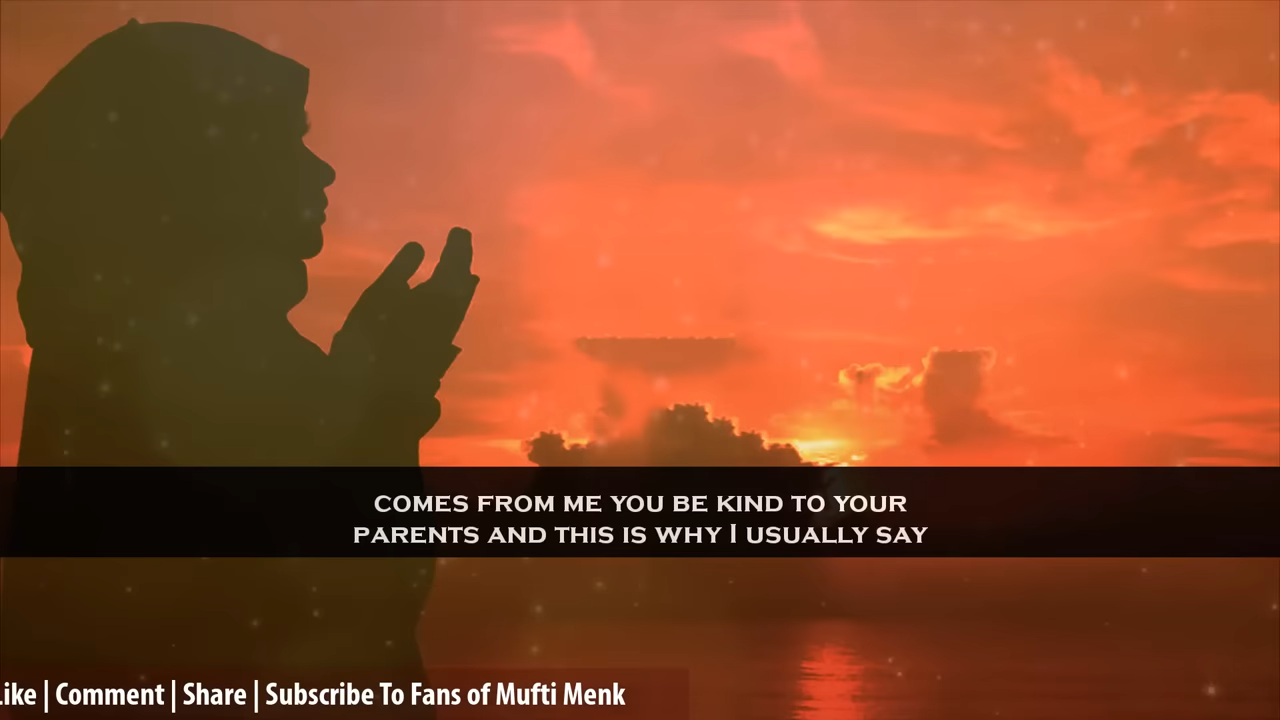 COMES FROM ME YOU BE KIND TO YOUR
PARENTS AND THIS IS WHY I USUALLY SAY
Like | Comment | Share | Subscribe To Fans of Mufti Menk